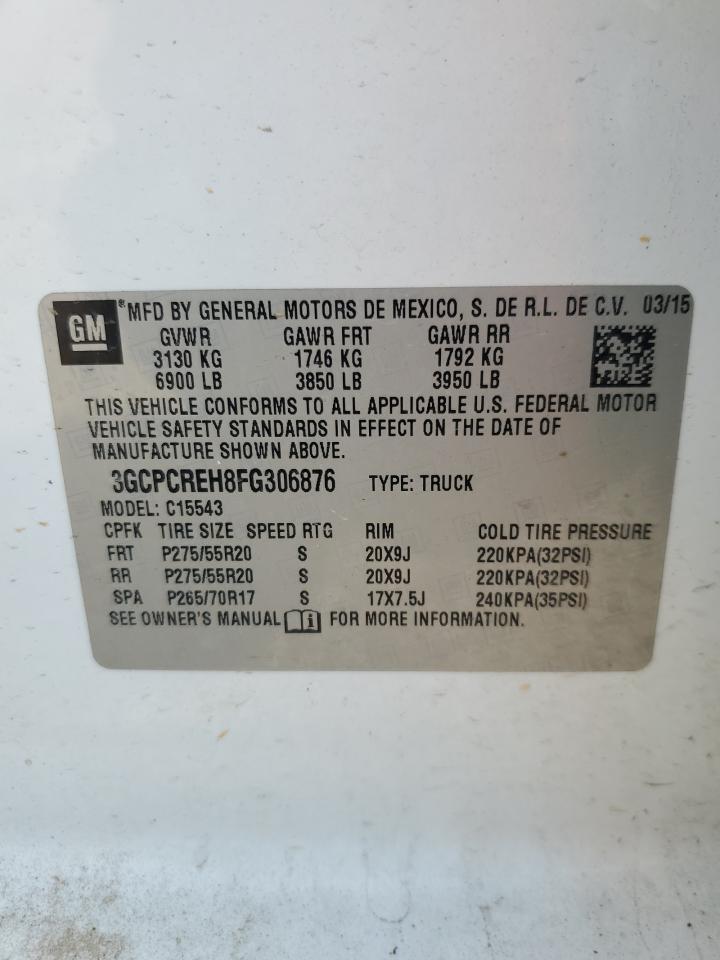 GM ® MFD BY GENERAL MOTORS DE MEXICO, S. DE R.L. DE C.V. 03/15
GVWR GAWR FRT GAWR RR
3130 KG 1746 KG 1792 KG
6900 LB 3850 LB 3950 LB
THIS VEHICLE CONFORMS TO ALL APPLICABLE U.S. FEDERAL MOTOR
VEHICLE SAFETY STANDARDS IN EFFECT ON THE DATE OF
MANUFACTURE SHOWN ABOVE.
3GCPCREH8FG306876 TYPE: TRUCK
MODEL: C15543
CPFK TIRE SIZE SPEED RTG RIM COLD TIRE PRESSURE
FRT P275/55R20 S 20X9J 220KPA(32PSI)
RR P275/55R20 S 20X9J 220KPA(32PSI)
SPA P265/70R17 S 17X7.5J 240KPA(35PSI)
SEE OWNER'S MANUAL i FOR MORE INFORMATION.